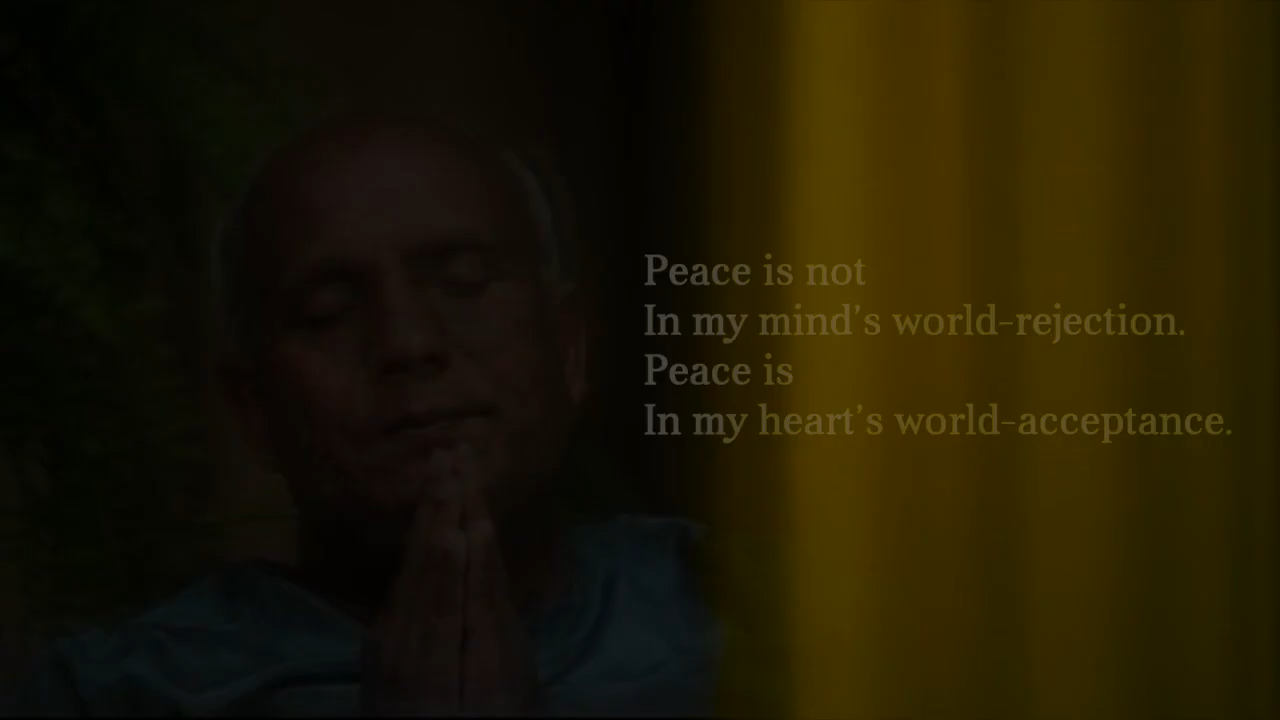 Peace is not
In my mind's world-rejection.
Peace is
In my heart's world-acceptance.